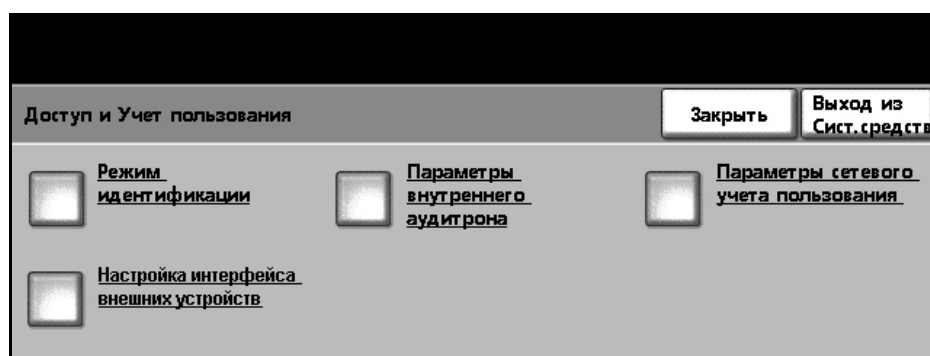 Доступ и Учет пользования
Закрыть
Выход из
Сист.средств
Режим
идентификации
Параметры
внутреннего
аудитрона
Параметры сетевого
учета пользования
Настройка интерфейса
внешних устройств